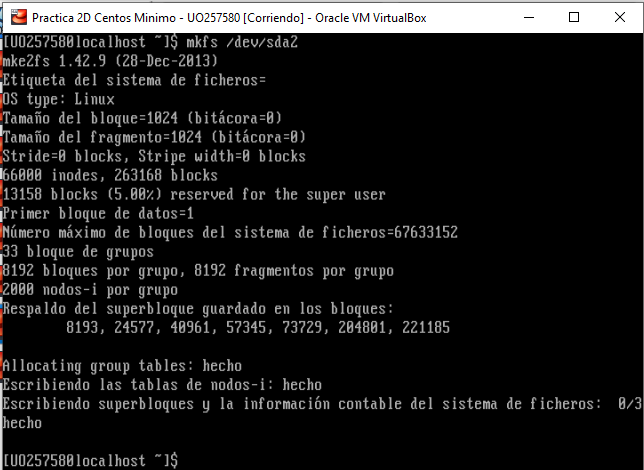 Practica 2D Centos Minimo - UO257580 [Corriendo] - Oracle VM VirtualBox
[UO257580localhost ~]$ mkfs /dev/sda2
mke2fs 1.42.9 (28-Dec-2013)
Etiqueta del sistema de ficheros=
OS type: Linux
Tamaño del bloque=1024 (bitácora=0)
Tamaño del fragmento=1024 (bitácora=0)
Stride=0 blocks, Stripe width=0 blocks
66000 inodes, 263168 blocks
13158 blocks (5.00%) reserved for the super user
Primer bloque de datos=1
Número máximo de bloques del sistema de ficheros=67633152
33 bloque de grupos
8192 bloques por grupo, 8192 fragmentos por grupo
2000 nodos-i por grupo
Respaldo del superbloque guardado en los bloques:
8193, 24577, 40961, 57345, 73729, 204801, 221185
Allocating group tables: hecho
Escribiendo las tablas de nodos-i: hecho
Escribiendo superbloques y la información contable del sistema de ficheros: 0/3
hecho
[UO257580localhost ~]$